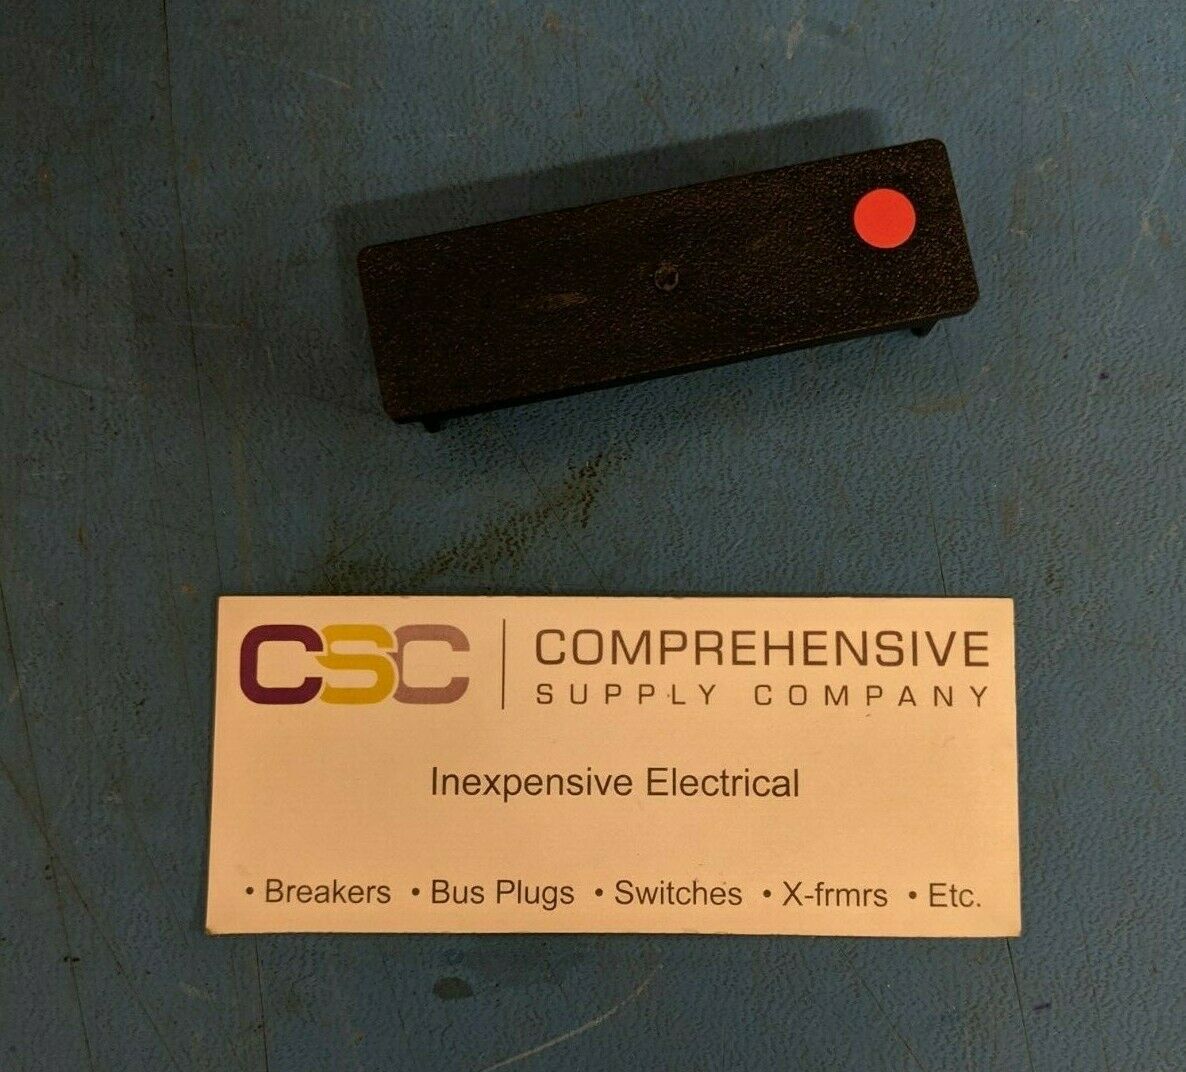 CSC
COMPREHENSIVE
SUPPLY COMPANY
Inexpensive Electrical
• Breakers • Bus Plugs • Switches • X-frmrs • Etc.